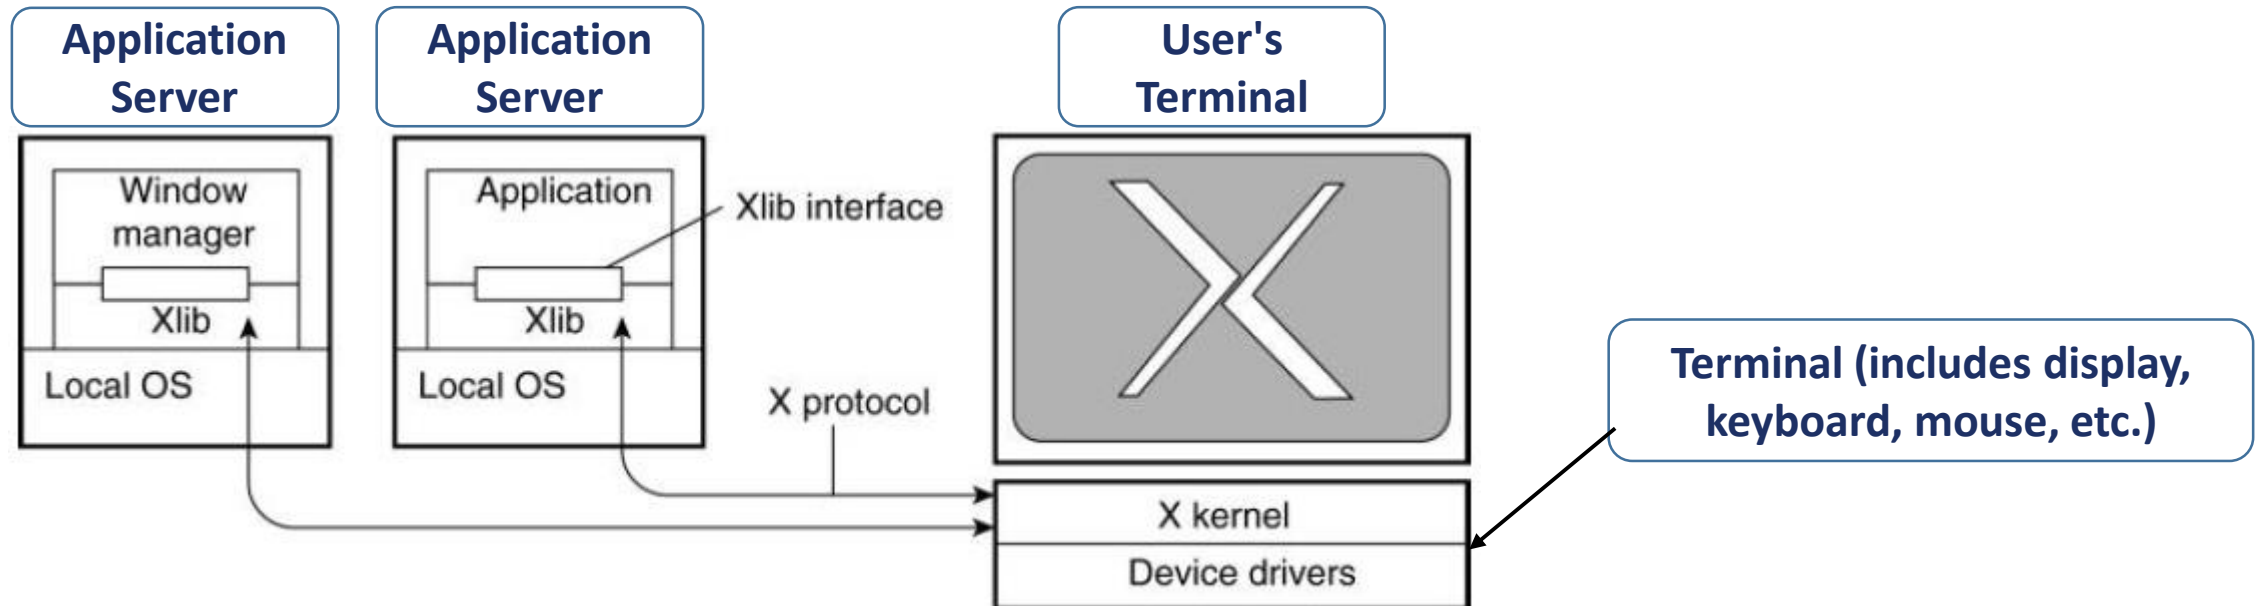 Application
Server
Application
Server
User's
Terminal
Window
manager
Xlib
Local OS
Application
Xlib
Local OS
Xlib interface
X protocol
X kernel
Device drivers
Terminal (includes display,
keyboard, mouse, etc.)